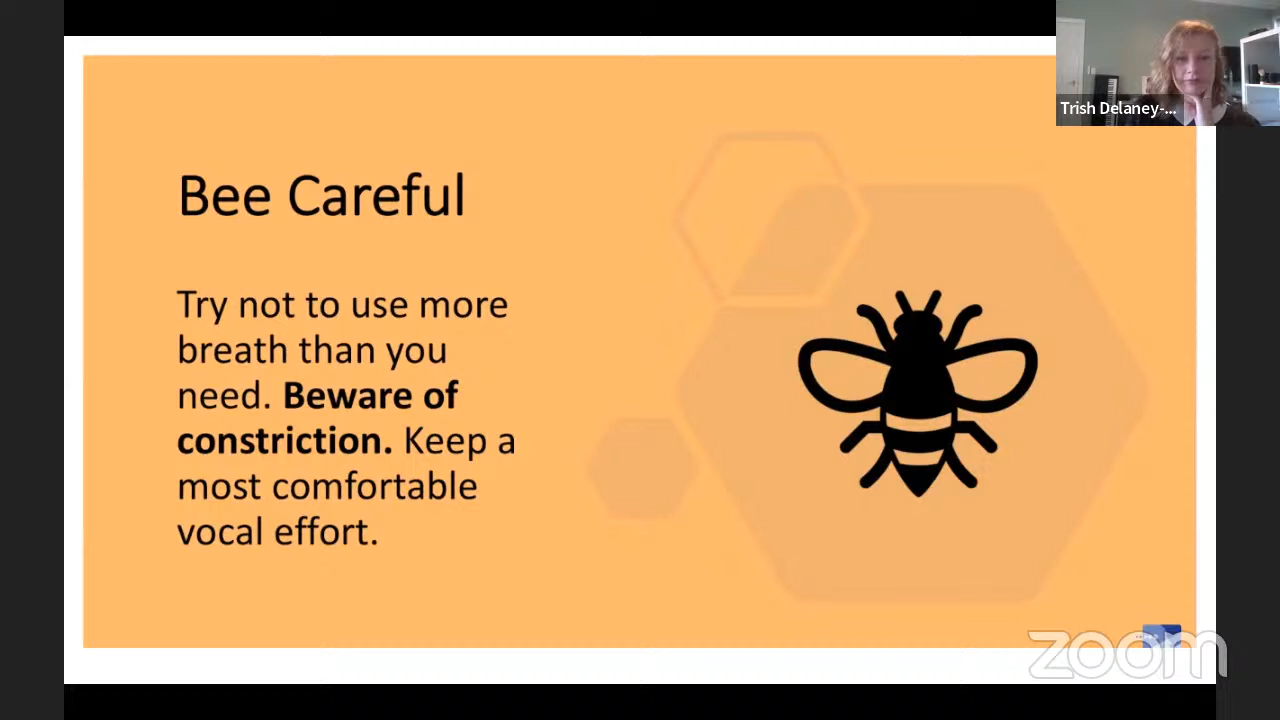 Trish Delaney-...
Bee Careful
Try not to use more
breath than you
need. Beware of
constriction. Keep a
most comfortable
vocal effort.
zoom